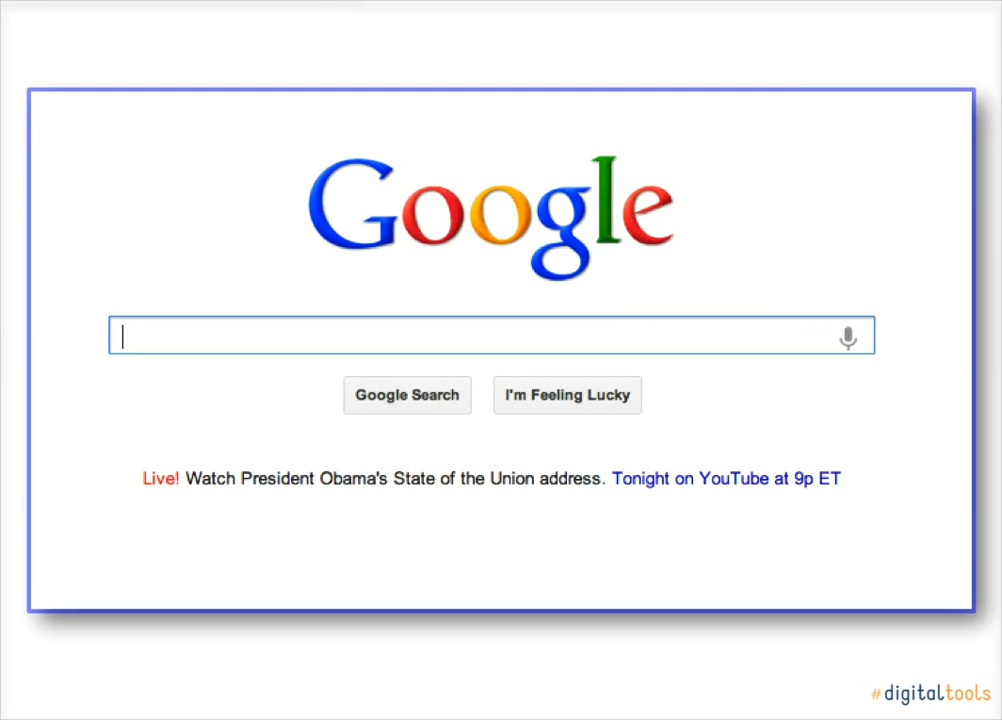 Google
Google Search
I'm Feeling Lucky
Live! Watch President Obama's State of the Union address. Tonight on YouTube at 9p ET
#digitaltools